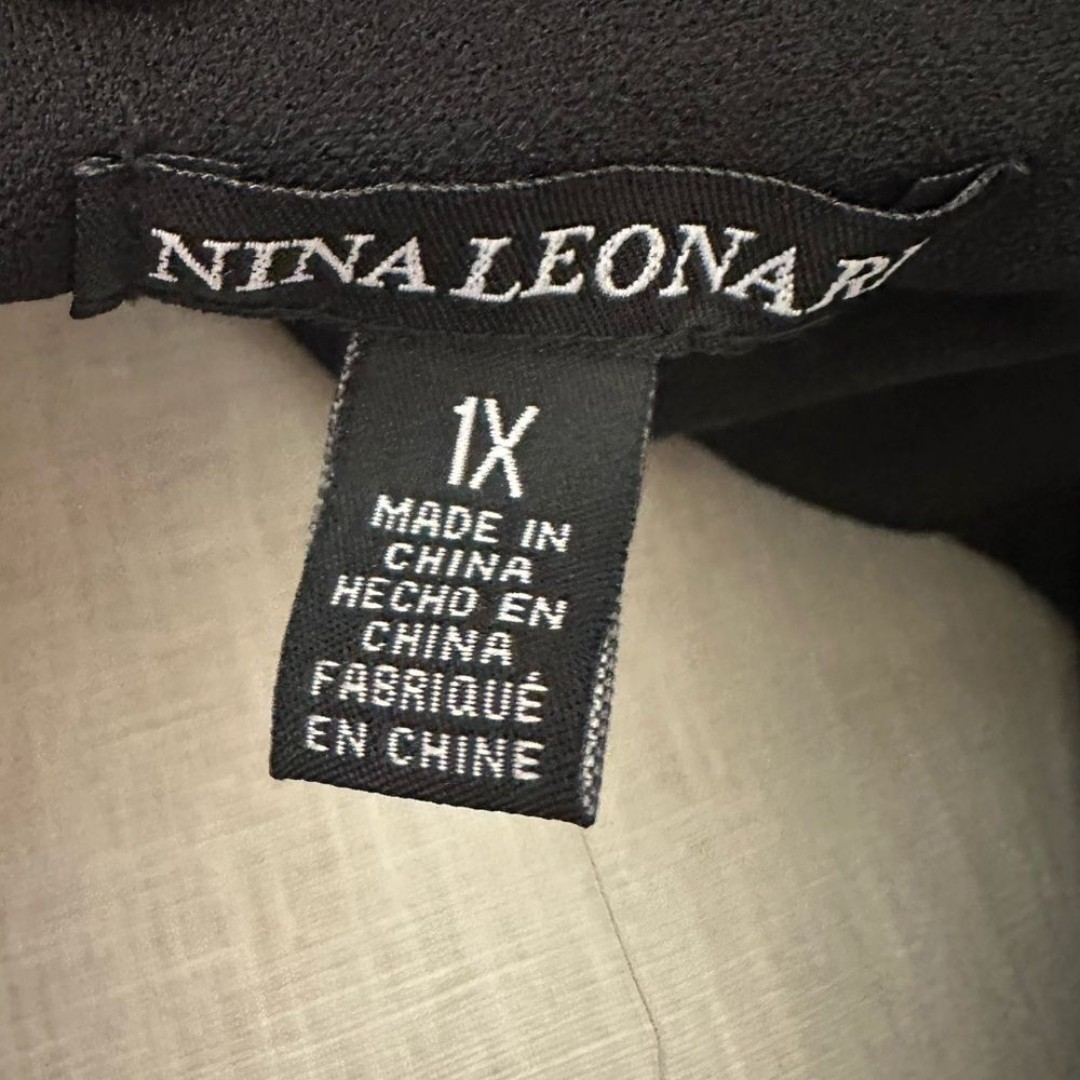 NINA LEONAR
1X
MADE IN
CHINA
HECHO EN
CHINA
FABRIQUÉ
EN CHINE